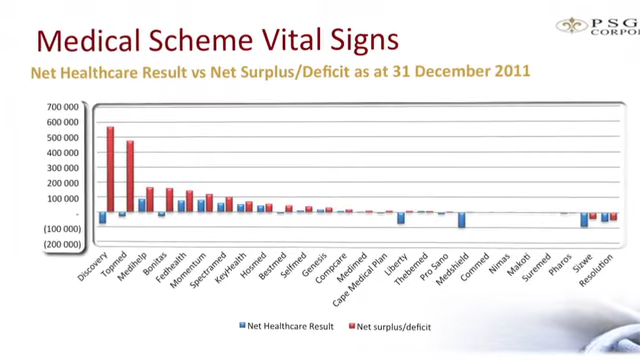 PSG
CORPO
Medical Scheme Vital Signs
Net Healthcare Result vs Net Surplus/Deficit as at 31 December 2011
700 000
600 000
500 000
400 000
300 000
200 000
100 000
-
(100 000)
(200 000)
Discovery
Topmed
Medihelp
Bonitas
Fedhealth
Momentum
Spectramed
KeyHealth
Hosmed
Bestmed
Selfmed
Genesis
Compcare
Medimed
Cape Medical Plan
Liberty
Thebemed
Pro Sano
Medshield
Commed
Nimas
Makoti
Suremed
Pharos
Sizwe
Resolution
Net Healthcare Result
Net surplus/deficit